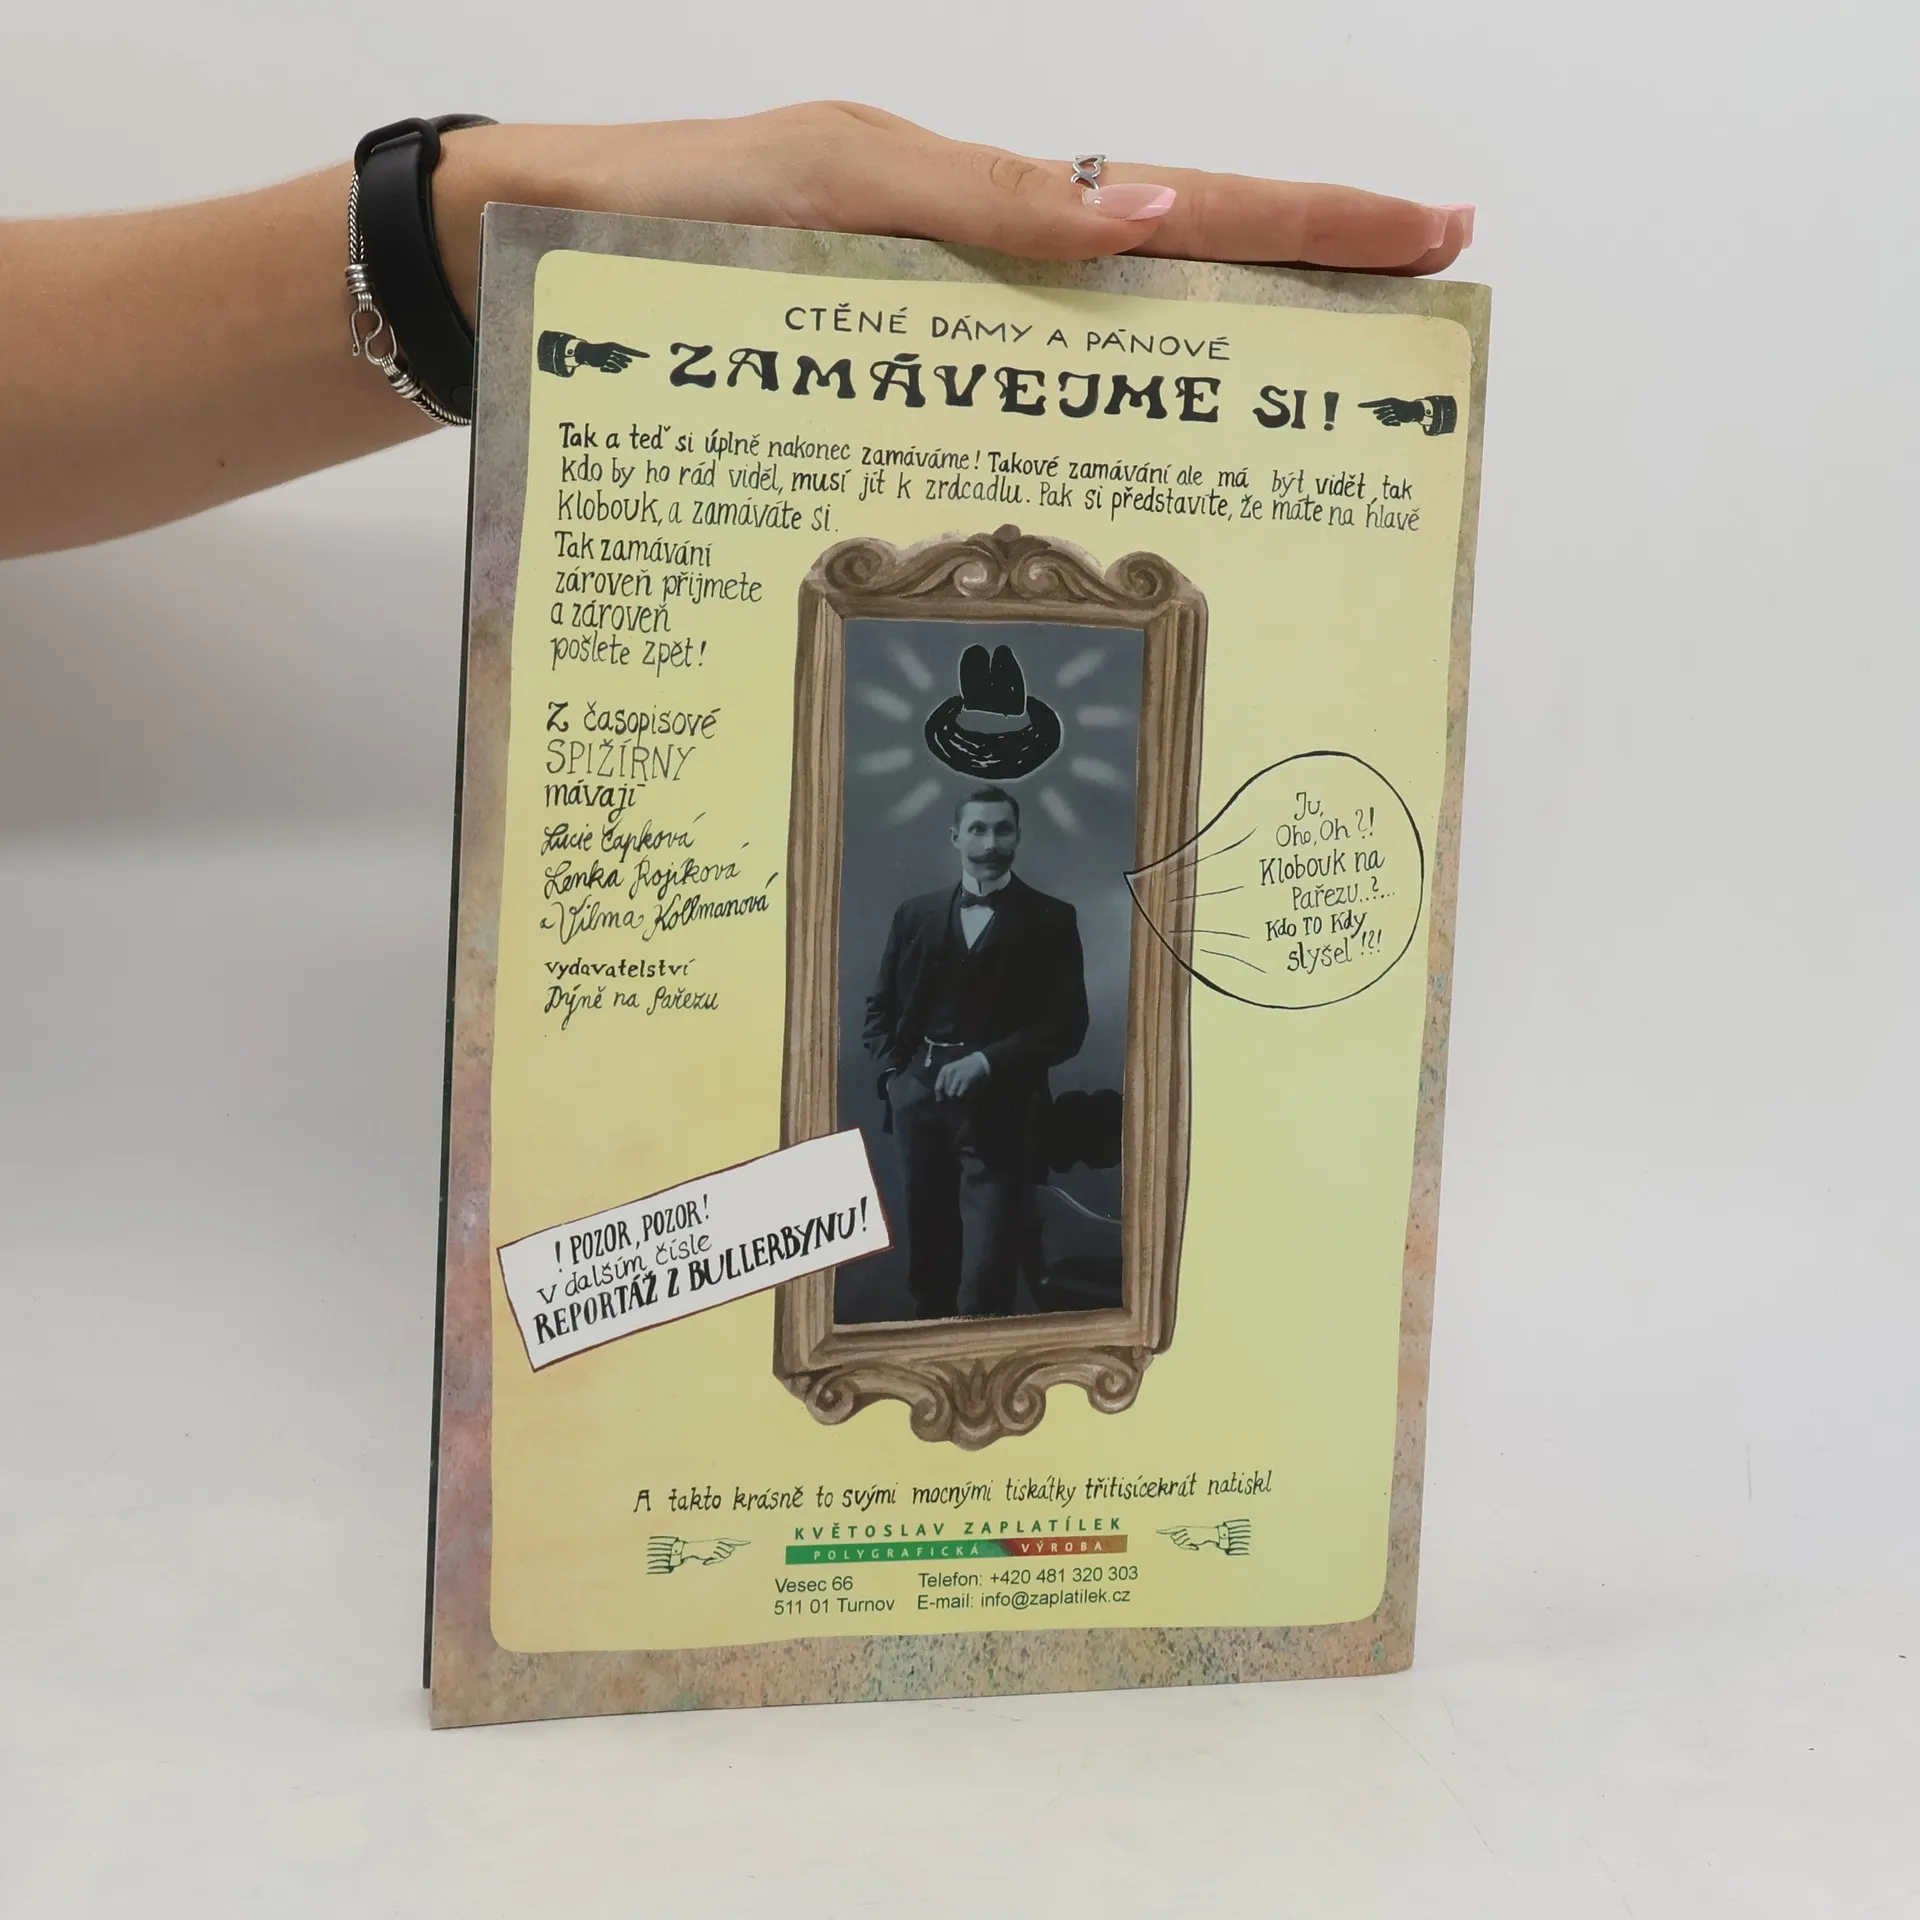 CTĚNÉ DÁMY A PÁNOVÉ
ZAMÁVEJME SI!
Tak a teď si úplně nakonec zamáváme! Takové zamávání ale má být vidět, tak
kdo by ho rád viděl, musí jít k zrdcadlu. Pak si představíte, že máte na hlavě
Klobouk, a zamáváte si.
Tak zamávání
zároveň přijmete
a zároveň
pošlete zpět!
Z časopisové
SPIŽÍRNY
mávají
Lucie Čapková
Lenka Rojíková
a Vilma Kollmanová
vydavatelství
Dýně na Pařezu
Jů,
Oho, Oh?!
Klobouk na
Pařezu..?...
Kdo TO Kdy
slyšel!?!
! POZOR, POZOR!
v dalším čísle
REPORTÁŽ Z BULLERBYNU!
A takto krásně to svými mocnými tiskátky třitisícekrát natiskl
KVĚTOSLAV ZAPLATÍLEK
POLYGRAFICKÁ VÝROBA
Vesec 66 Telefon: +420 481 320 303
511 01 Turnov E-mail: info@zaplatilek.cz